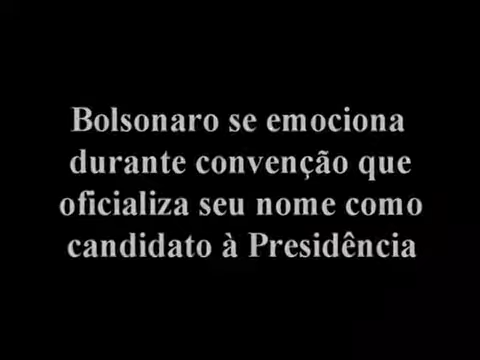 Bolsonaro se emociona
durante convenção que
oficializa seu nome como
candidato à Presidência